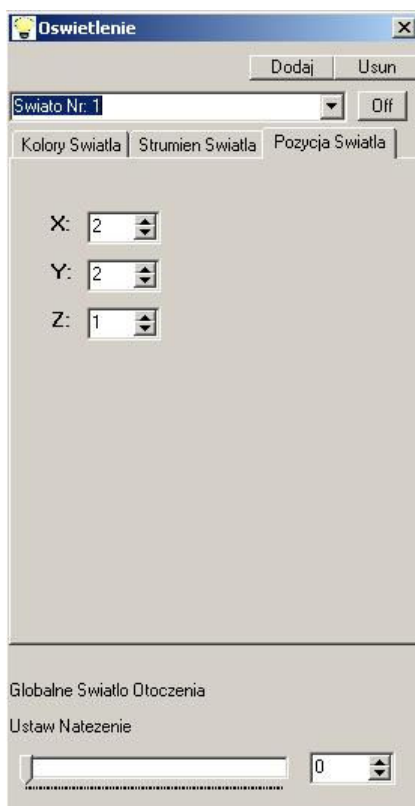 Oswietlenie
Dodaj Usun
Swiato Nr: 1 Off
Kolory Swiatla Strumien Swiatla Pozycja Swiatla
X: 2
Y: 2
Z: 1
Globalne Swiatlo Otoczenia
Ustaw Natezenie
0